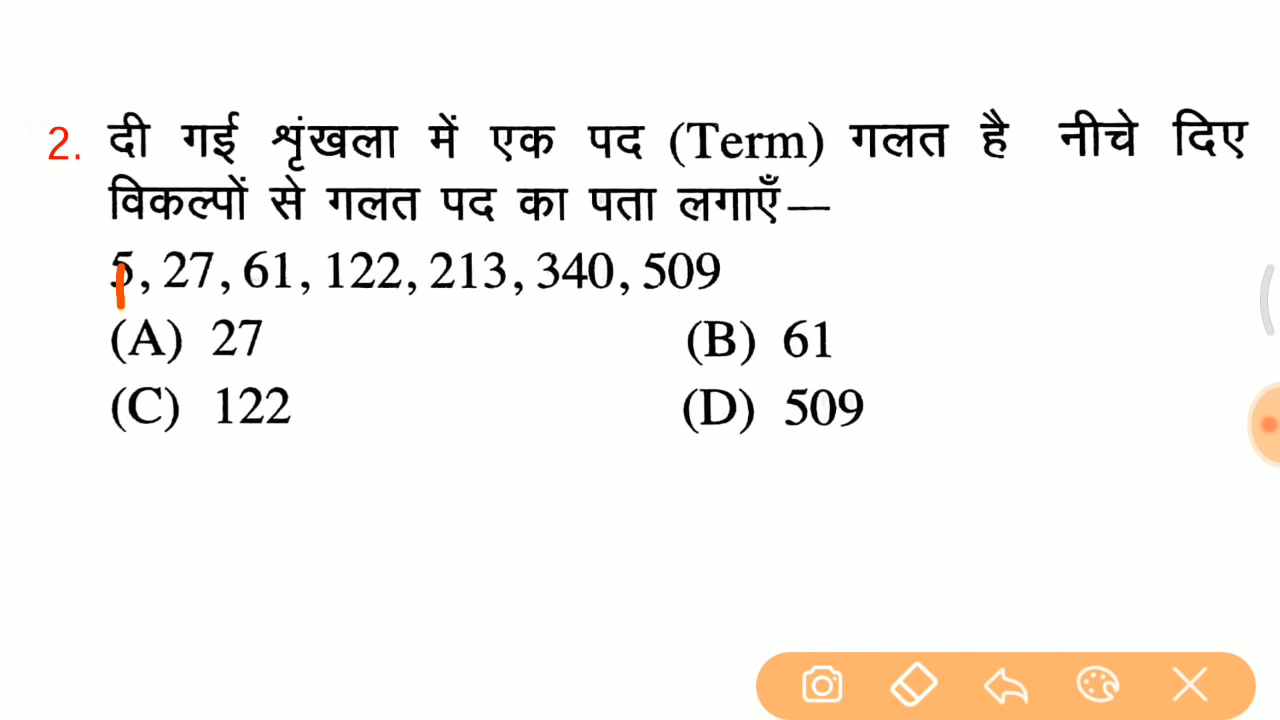 2. दी गई शृंखला में एक पद (Term) गलत है नीचे दिए
विकल्पों से गलत पद का पता लगाएँ—
5, 27, 61, 122, 213, 340, 509
(A) 27 (B) 61
(C) 122 (D) 509